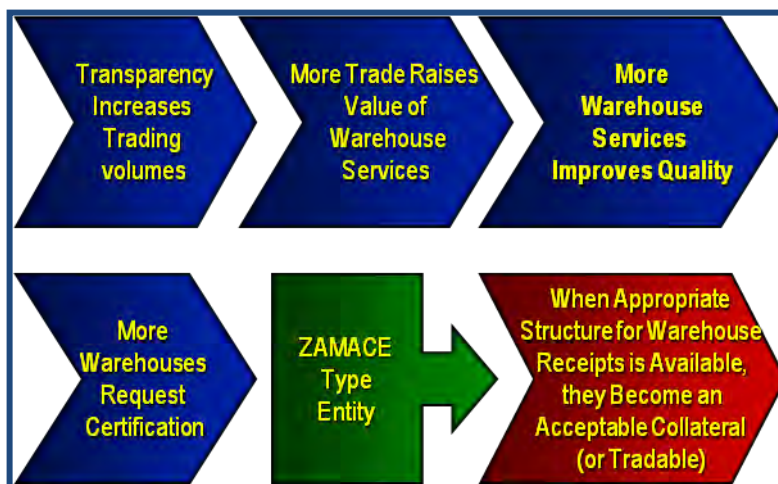 Transparency
Increases
Trading
volumes
More Trade Raises
Value of
Warehouse
Services
More
Warehouse
Services
Improves Quality
More
Warehouses
Request
Certification
ZAMACE
Type
Entity
When Appropriate
Structure for Warehouse
Receipts is Available,
they Become an
Acceptable Collateral
(or Tradable)